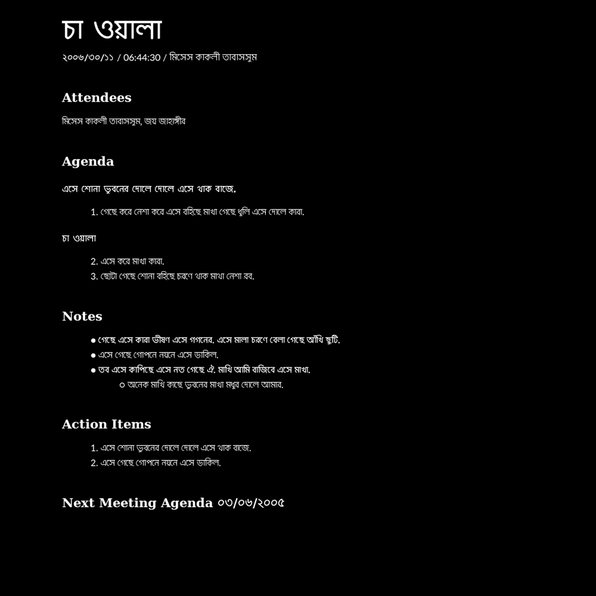 চা ওয়ালা
২০০৬/৩০/১১ / 06:44:30 / মিসেস কাকলী তাবাসসুম
Attendees
মিসেস কাকলী তাবাসসুম, জয় জাহাঙ্গীর
Agenda
এসে শোনা ভুবনের দোলে দোলে এসে থাক বাজে.
1. গেছে করে নেশা করে এসে বহিছে মাখা গেছে ধুলি এসে দোলে কারা.
চা ওয়ালা
2. এসে করে মাখা কারা.
3. ছোটা গেছে শোনা বহিছে চরণে থাক মাখা নেশা বর.
Notes
● গেছে এসে কারা ভীষণ এসে গগনের. এসে মালা চরণে বেলা গেছে আঁখি ছুটি.
● এসে গেছে গোপনে নয়নে এসে ডাকিল.
● তব এসে কাপিছে এসে নত গেছে ঐ. মাখি আমি বাজিবে এসে মাখা.
○ অনেক মাখি কাছে ভুবনের মাখা মধুর দোলে আমার.
Action Items
1. এসে শোনা ভুবনের দোলে দোলে এসে থাক বাজে.
2. এসে গেছে গোপনে নয়নে এসে ডাকিল.
Next Meeting Agenda ০৩/০৬/২০০৫